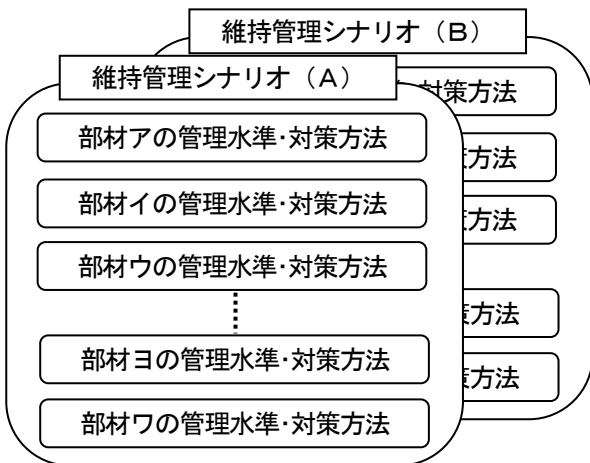 維持管理シナリオ（B）
維持管理シナリオ（A）
対策方法
部材アの管理水準･対策方法
策方法
部材イの管理水準･対策方法
策方法
部材ウの管理水準･対策方法
策方法
部材ヨの管理水準･対策方法
策方法
部材ワの管理水準･対策方法